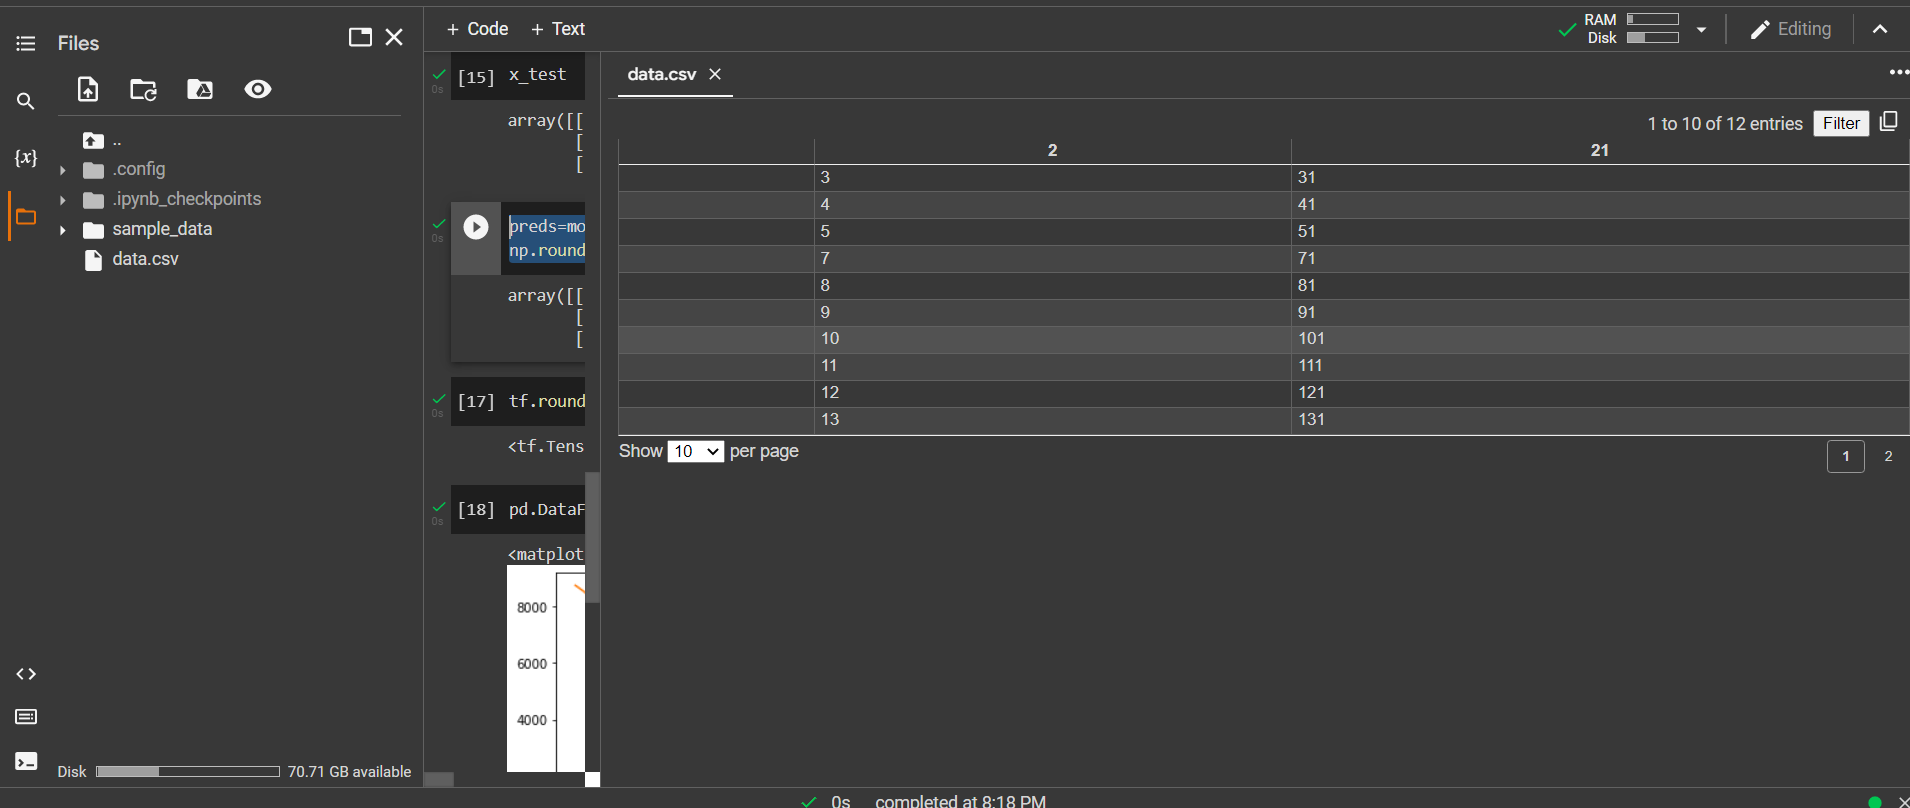 Files
..
.config
.ipynb_checkpoints
sample_data
data.csv
{x}
Disk 70.71 GB available
+ Code + Text
RAM
Disk
Editing
[15] x_test
0s
array([[
[
[
preds=mo
np.round
0s
array([[
[
[
[17] tf.round
0s
<tf.Tens
[18] pd.DataF
0s
<matplot
8000
6000
4000
data.csv
1 to 10 of 12 entries Filter
2 21
3 31
4 41
5 51
7 71
8 81
9 91
10 101
11 111
12 121
13 131
Show 10 per page
1 2
0s completed at 8:18 PM